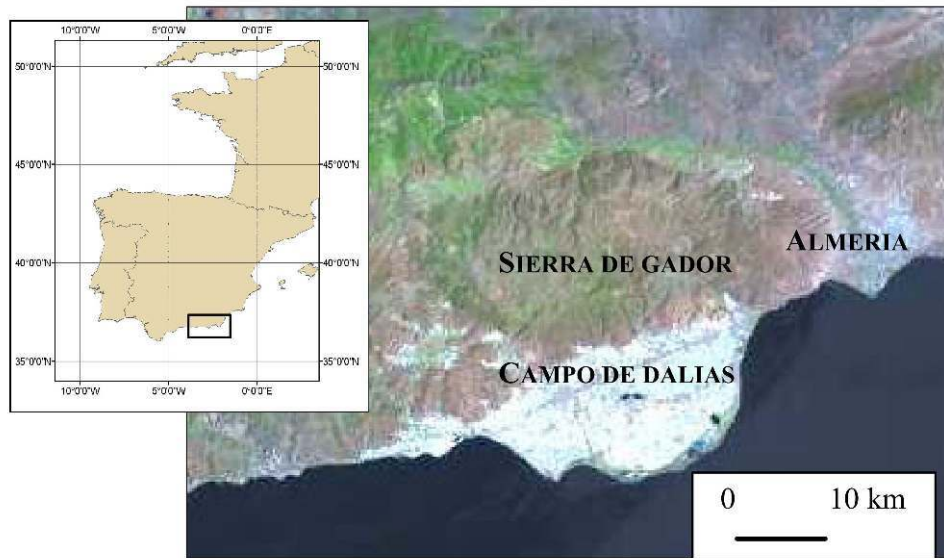 10°0'0"W 5°0'0"W 0°0'0"E
50°0'0"N 50°0'0"N
45°0'0"N 45°0'0"N
40°0'0"N 40°0'0"N
35°0'0"N 35°0'0"N
10°0'0"W 5°0'0"W 0°0'0"E
ALMERIA
SIERRA DE GADOR
CAMPO DE DALIAS
0 10 km